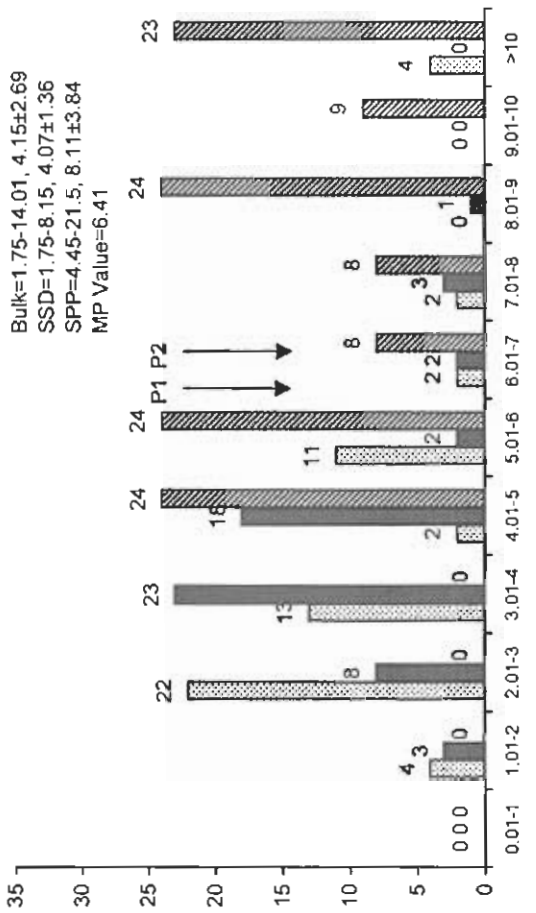 Bulk=1.75-14.01, 4.15±2.69
SSD=1.75-8.15, 4.07±1.36
SPP=4.45-21.5, 8.11±3.84
MP Value=6.41
P1 P2
35
30
25
20
15
10
5
0
0 0 0
4 3 0
22 8 0
13 23 0
2 18 24
11 2 24
2 2 8
2 3 8
0 1 24
0 0 9
4 0 23
0.01-1 1.01-2 2.01-3 3.01-4 4.01-5 5.01-6 6.01-7 7.01-8 8.01-9 9.01-10 >10